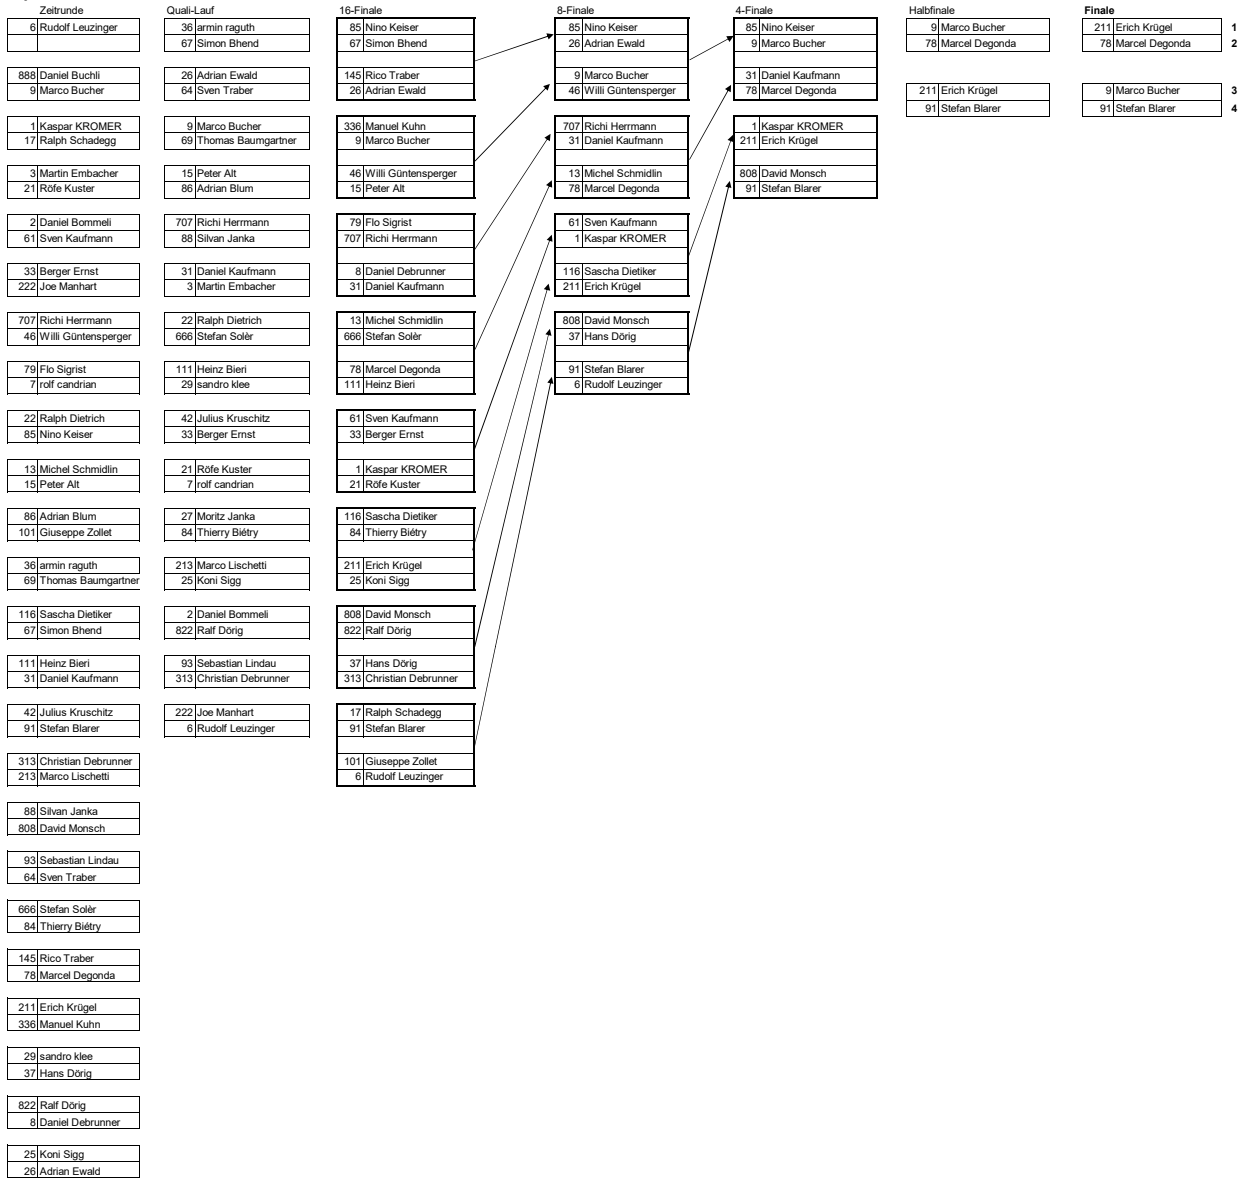 Zeitrunde
6 Rudolf Leuzinger
888 Daniel Buchli
9 Marco Bucher
1 Kaspar KROMER
17 Ralph Schadegg
3 Martin Embacher
21 Röfe Kuster
2 Daniel Bommeli
61 Sven Kaufmann
33 Berger Ernst
222 Joe Manhart
707 Richi Herrmann
46 Willi Güntensperger
79 Flo Sigrist
7 rolf candrian
22 Ralph Dietrich
85 Nino Keiser
13 Michel Schmidlin
15 Peter Alt
86 Adrian Blum
101 Giuseppe Zollet
36 armin raguth
69 Thomas Baumgartner
116 Sascha Dietiker
67 Simon Bhend
111 Heinz Bieri
31 Daniel Kaufmann
42 Julius Kruschitz
91 Stefan Blarer
313 Christian Debrunner
213 Marco Lischetti
88 Silvan Janka
808 David Monsch
93 Sebastian Lindau
64 Sven Traber
666 Stefan Solèr
84 Thierry Biétry
145 Rico Traber
78 Marcel Degonda
211 Erich Krügel
336 Manuel Kuhn
29 sandro klee
37 Hans Dörig
822 Ralf Dörig
8 Daniel Debrunner
25 Koni Sigg
26 Adrian Ewald
Quali-Lauf
36 armin raguth
67 Simon Bhend
26 Adrian Ewald
64 Sven Traber
9 Marco Bucher
69 Thomas Baumgartner
15 Peter Alt
86 Adrian Blum
707 Richi Herrmann
88 Silvan Janka
31 Daniel Kaufmann
3 Martin Embacher
22 Ralph Dietrich
666 Stefan Solèr
111 Heinz Bieri
29 sandro klee
42 Julius Kruschitz
33 Berger Ernst
21 Röfe Kuster
7 rolf candrian
27 Moritz Janka
84 Thierry Biétry
213 Marco Lischetti
25 Koni Sigg
2 Daniel Bommeli
822 Ralf Dörig
93 Sebastian Lindau
313 Christian Debrunner
222 Joe Manhart
6 Rudolf Leuzinger
16-Finale
85 Nino Keiser
67 Simon Bhend
145 Rico Traber
26 Adrian Ewald
336 Manuel Kuhn
9 Marco Bucher
46 Willi Güntensperger
15 Peter Alt
79 Flo Sigrist
707 Richi Herrmann
8 Daniel Debrunner
31 Daniel Kaufmann
13 Michel Schmidlin
666 Stefan Solèr
78 Marcel Degonda
111 Heinz Bieri
61 Sven Kaufmann
33 Berger Ernst
1 Kaspar KROMER
21 Röfe Kuster
116 Sascha Dietiker
84 Thierry Biétry
211 Erich Krügel
25 Koni Sigg
808 David Monsch
822 Ralf Dörig
37 Hans Dörig
313 Christian Debrunner
17 Ralph Schadegg
91 Stefan Blarer
101 Giuseppe Zollet
6 Rudolf Leuzinger
8-Finale
85 Nino Keiser
26 Adrian Ewald
9 Marco Bucher
46 Willi Güntensperger
707 Richi Herrmann
31 Daniel Kaufmann
13 Michel Schmidlin
78 Marcel Degonda
61 Sven Kaufmann
1 Kaspar KROMER
116 Sascha Dietiker
211 Erich Krügel
808 David Monsch
37 Hans Dörig
91 Stefan Blarer
6 Rudolf Leuzinger
4-Finale
85 Nino Keiser
9 Marco Bucher
31 Daniel Kaufmann
78 Marcel Degonda
1 Kaspar KROMER
211 Erich Krügel
808 David Monsch
91 Stefan Blarer
Halbfinale
9 Marco Bucher
78 Marcel Degonda
211 Erich Krügel
91 Stefan Blarer
Finale
211 Erich Krügel 1
78 Marcel Degonda 2
9 Marco Bucher 3
91 Stefan Blarer 4